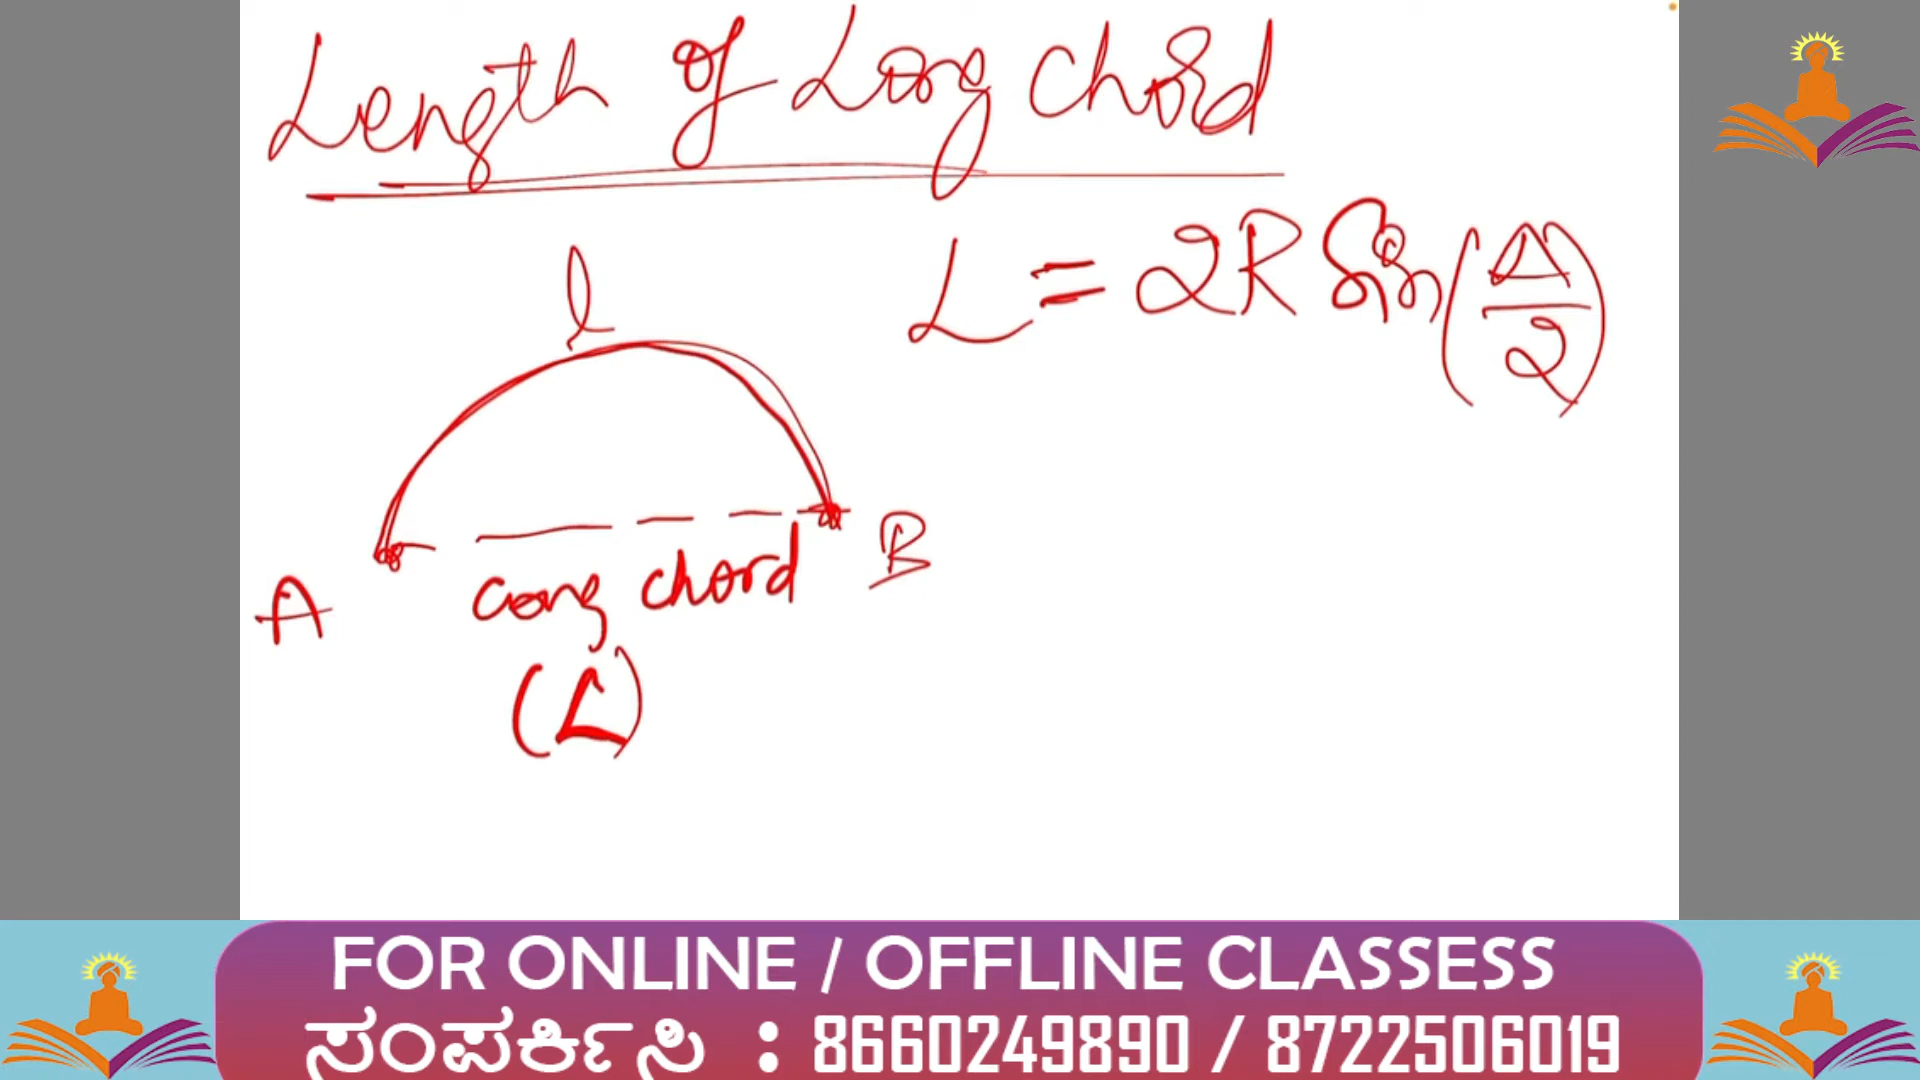 Length of Long chord
L = 2R Sin(Δ/2)
l
A
B
Long chord
(L)
FOR ONLINE / OFFLINE CLASSESS
ಸಂಪರ್ಕಿಸಿ : 8660249890 / 8722506019